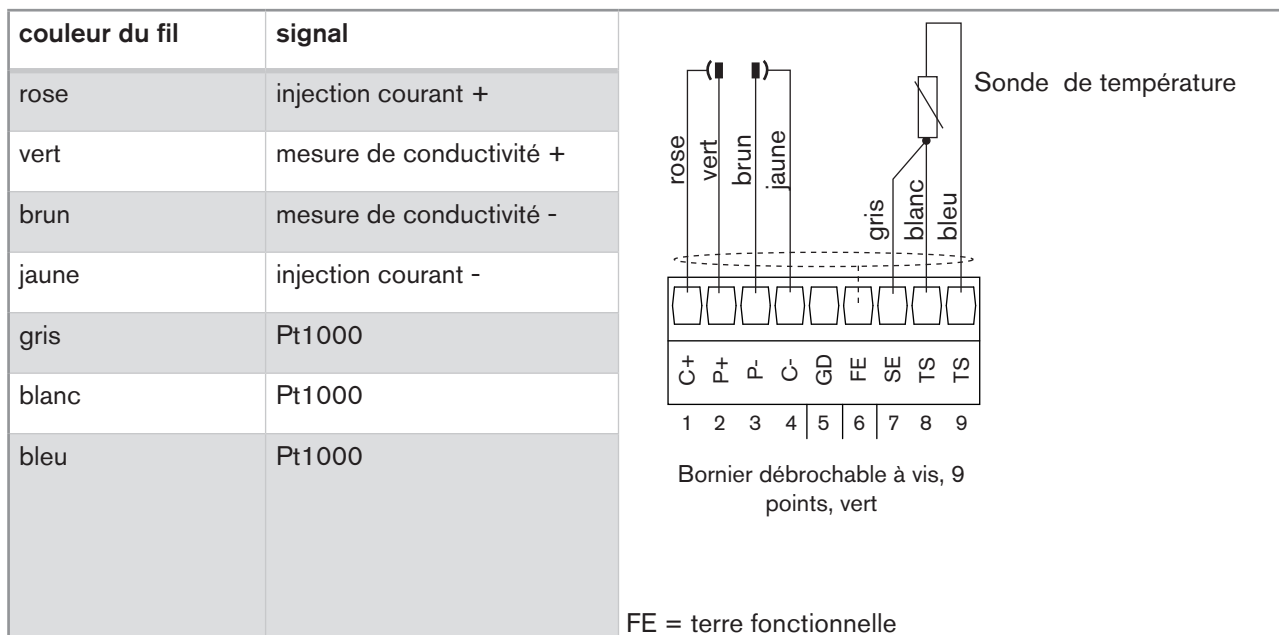 couleur du fil signal
rose injection courant +
vert mesure de conductivité +
brun mesure de conductivité -
jaune injection courant -
gris Pt1000
blanc Pt1000
bleu Pt1000
Sonde de température
rose
vert
brun
jaune
gris
blanc
bleu
C+ P+ P- C- GD FE SE TS TS
1 2 3 4 5 6 7 8 9
Bornier débrochable à vis, 9
points, vert
FE = terre fonctionnelle